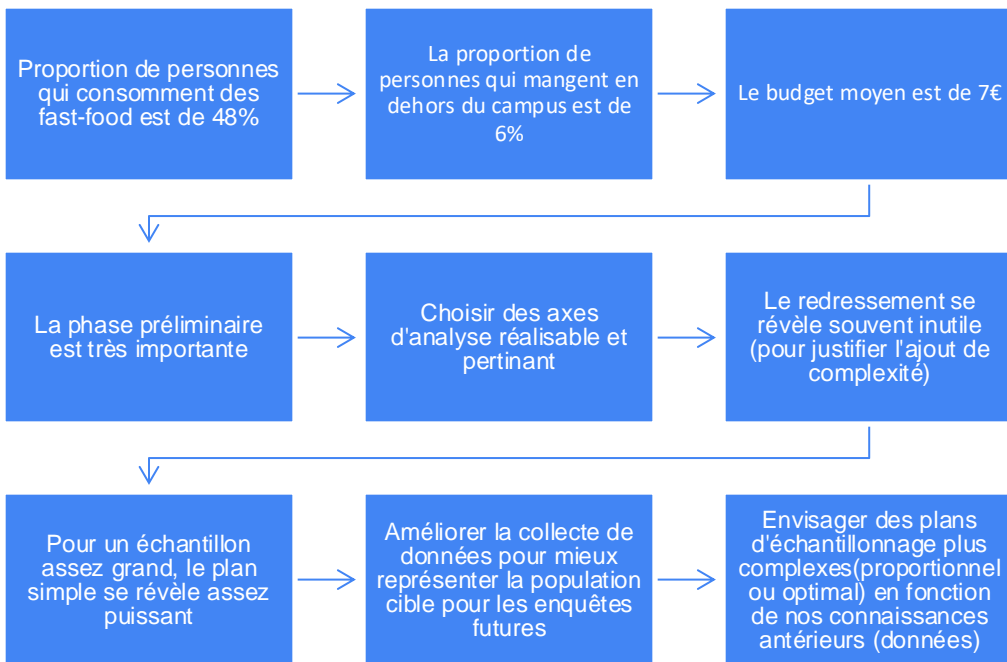 Proportion de personnes
qui consomment des
fast-food est de 48%
La proportion de
personnes qui mangent en
dehors du campus est de
6%
Le budget moyen est de 7€
La phase préliminaire
est très importante
Choisir des axes
d'analyse réalisable et
pertinant
Le redressement se
révèle souvent inutile
(pour justifier l'ajout de
complexité)
Pour un échantillon
assez grand, le plan
simple se révèle assez
puissant
Améliorer la collecte de
données pour mieux
représenter la population
cible pour les enquêtes
futures
Envisager des plans
d'échantillonnage plus
complexes(proportionnel
ou optimal) en fonction
de nos connaissances
antérieurs (données)